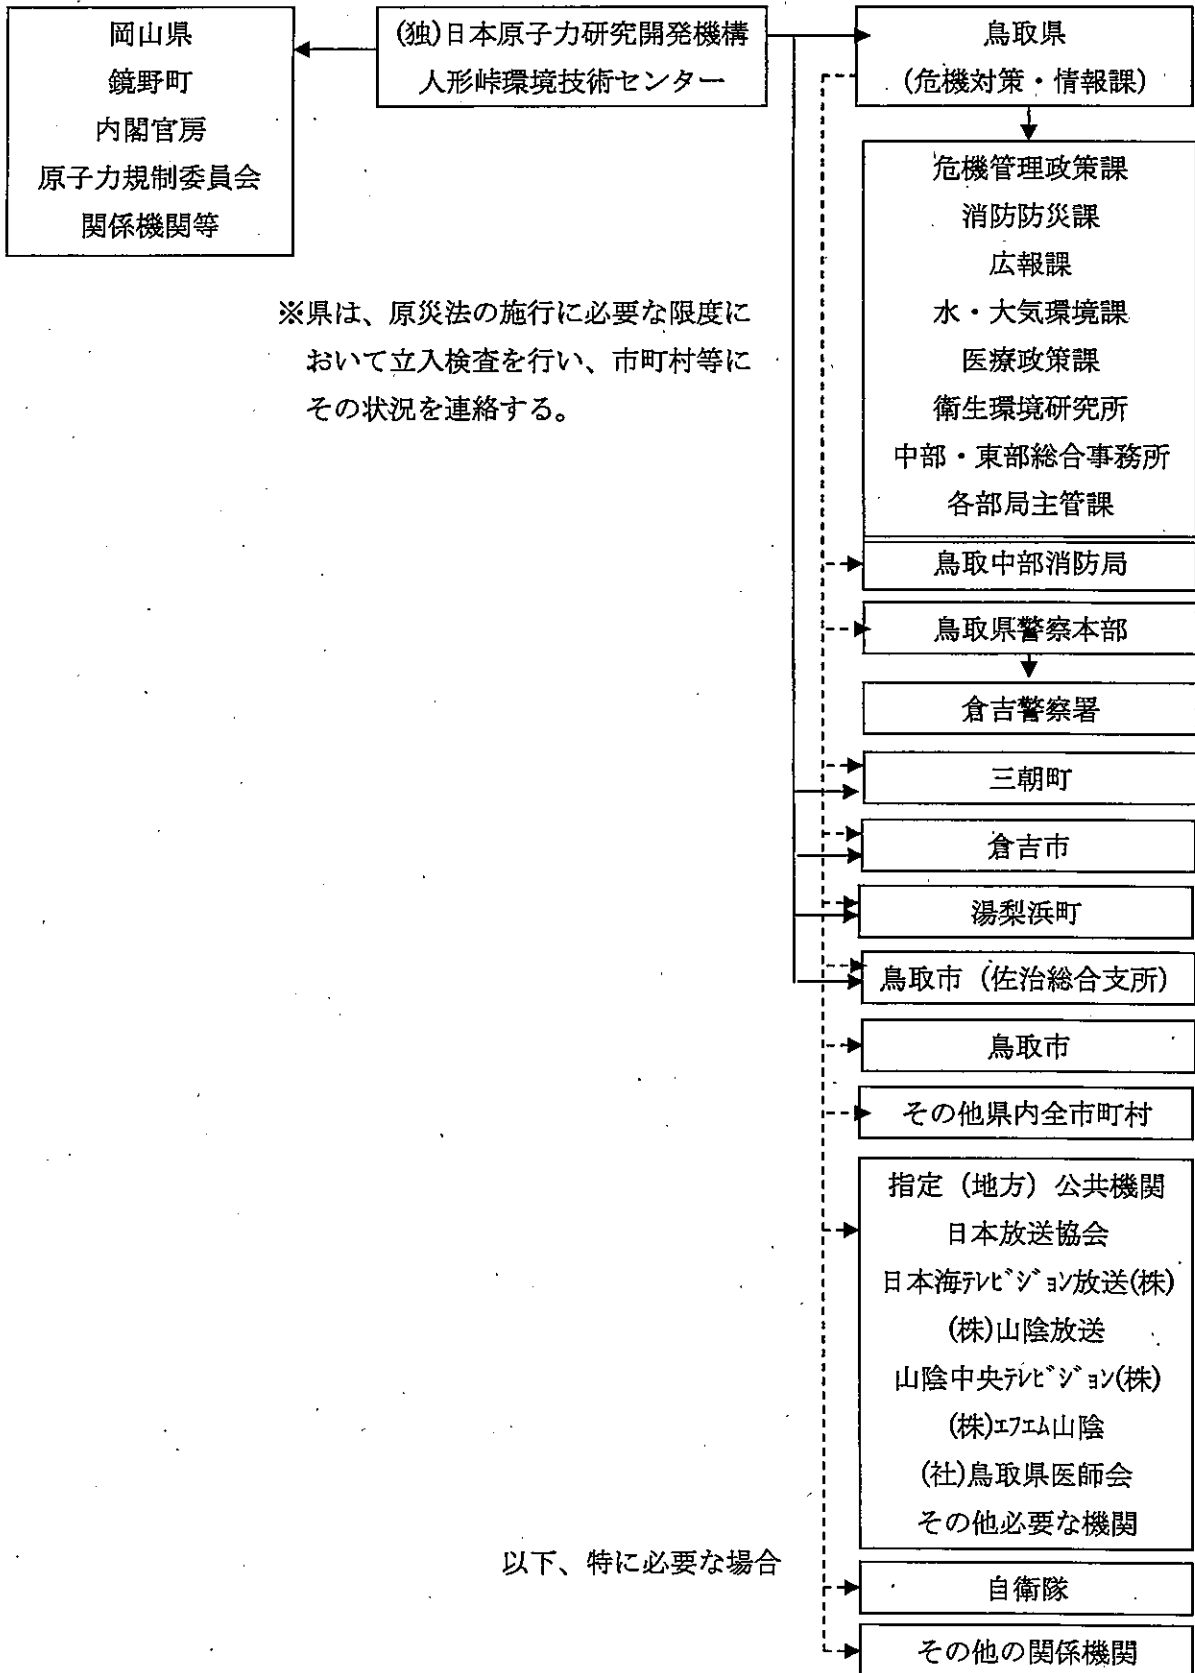 岡山県
鏡野町
内閣官房
原子力規制委員会
関係機関等
(独)日本原子力研究開発機構
人形峠環境技術センター
鳥取県
(危機対策・情報課)
危機管理政策課
消防防災課
広報課
水・大気環境課
医療政策課
衛生環境研究所
中部・東部総合事務所
各部局主管課
※県は、原災法の施行に必要な限度に
おいて立入検査を行い、市町村等に
その状況を連絡する。
鳥取中部消防局
鳥取県警察本部
倉吉警察署
三朝町
倉吉市
湯梨浜町
鳥取市（佐治総合支所）
鳥取市
その他県内全市町村
指定（地方）公共機関
日本放送協会
日本海ﾃﾚﾋﾞｼﾞｮﾝ放送(株)
(株)山陰放送
山陰中央ﾃﾚﾋﾞｼﾞｮﾝ(株)
(株)ｴﾌｴﾑ山陰
(社)鳥取県医師会
その他必要な機関
以下、特に必要な場合
自衛隊
その他の関係機関